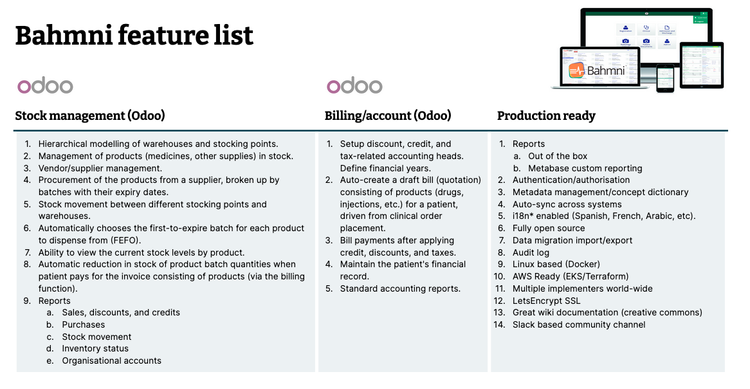 Bahmni feature list
Bahmni
odoo
odoo
Stock management (Odoo)
1. Hierarchical modelling of warehouses and stocking points.
2. Management of products (medicines, other supplies) in stock.
3. Vendor/supplier management.
4. Procurement of the products from a supplier, broken up by
batches with their expiry dates.
5. Stock movement between different stocking points and
warehouses.
6. Automatically chooses the first-to-expire batch for each product
to dispense from (FEFO).
7. Ability to view the current stock levels by product.
8. Automatic reduction in stock of product batch quantities when
patient pays for the invoice consisting of products (via the billing
function).
9. Reports
a. Sales, discounts, and credits
b. Purchases
c. Stock movement
d. Inventory status
e. Organisational accounts
Billing/account (Odoo)
1. Setup discount, credit, and
tax-related accounting heads.
Define financial years.
2. Auto-create a draft bill (quotation)
consisting of products (drugs,
injections, etc.) for a patient,
driven from clinical order
placement.
3. Bill payments after applying
credit, discounts, and taxes.
4. Maintain the patient's financial
record.
5. Standard accounting reports.
Production ready
1. Reports
a. Out of the box
b. Metabase custom reporting
2. Authentication/authorisation
3. Metadata management/concept dictionary
4. Auto-sync across systems
5. i18n* enabled (Spanish, French, Arabic, etc).
6. Fully open source
7. Data migration import/export
8. Audit log
9. Linux based (Docker)
10. AWS Ready (EKS/Terraform)
11. Multiple implementers world-wide
12. LetsEncrypt SSL
13. Great wiki documentation (creative commons)
14. Slack based community channel